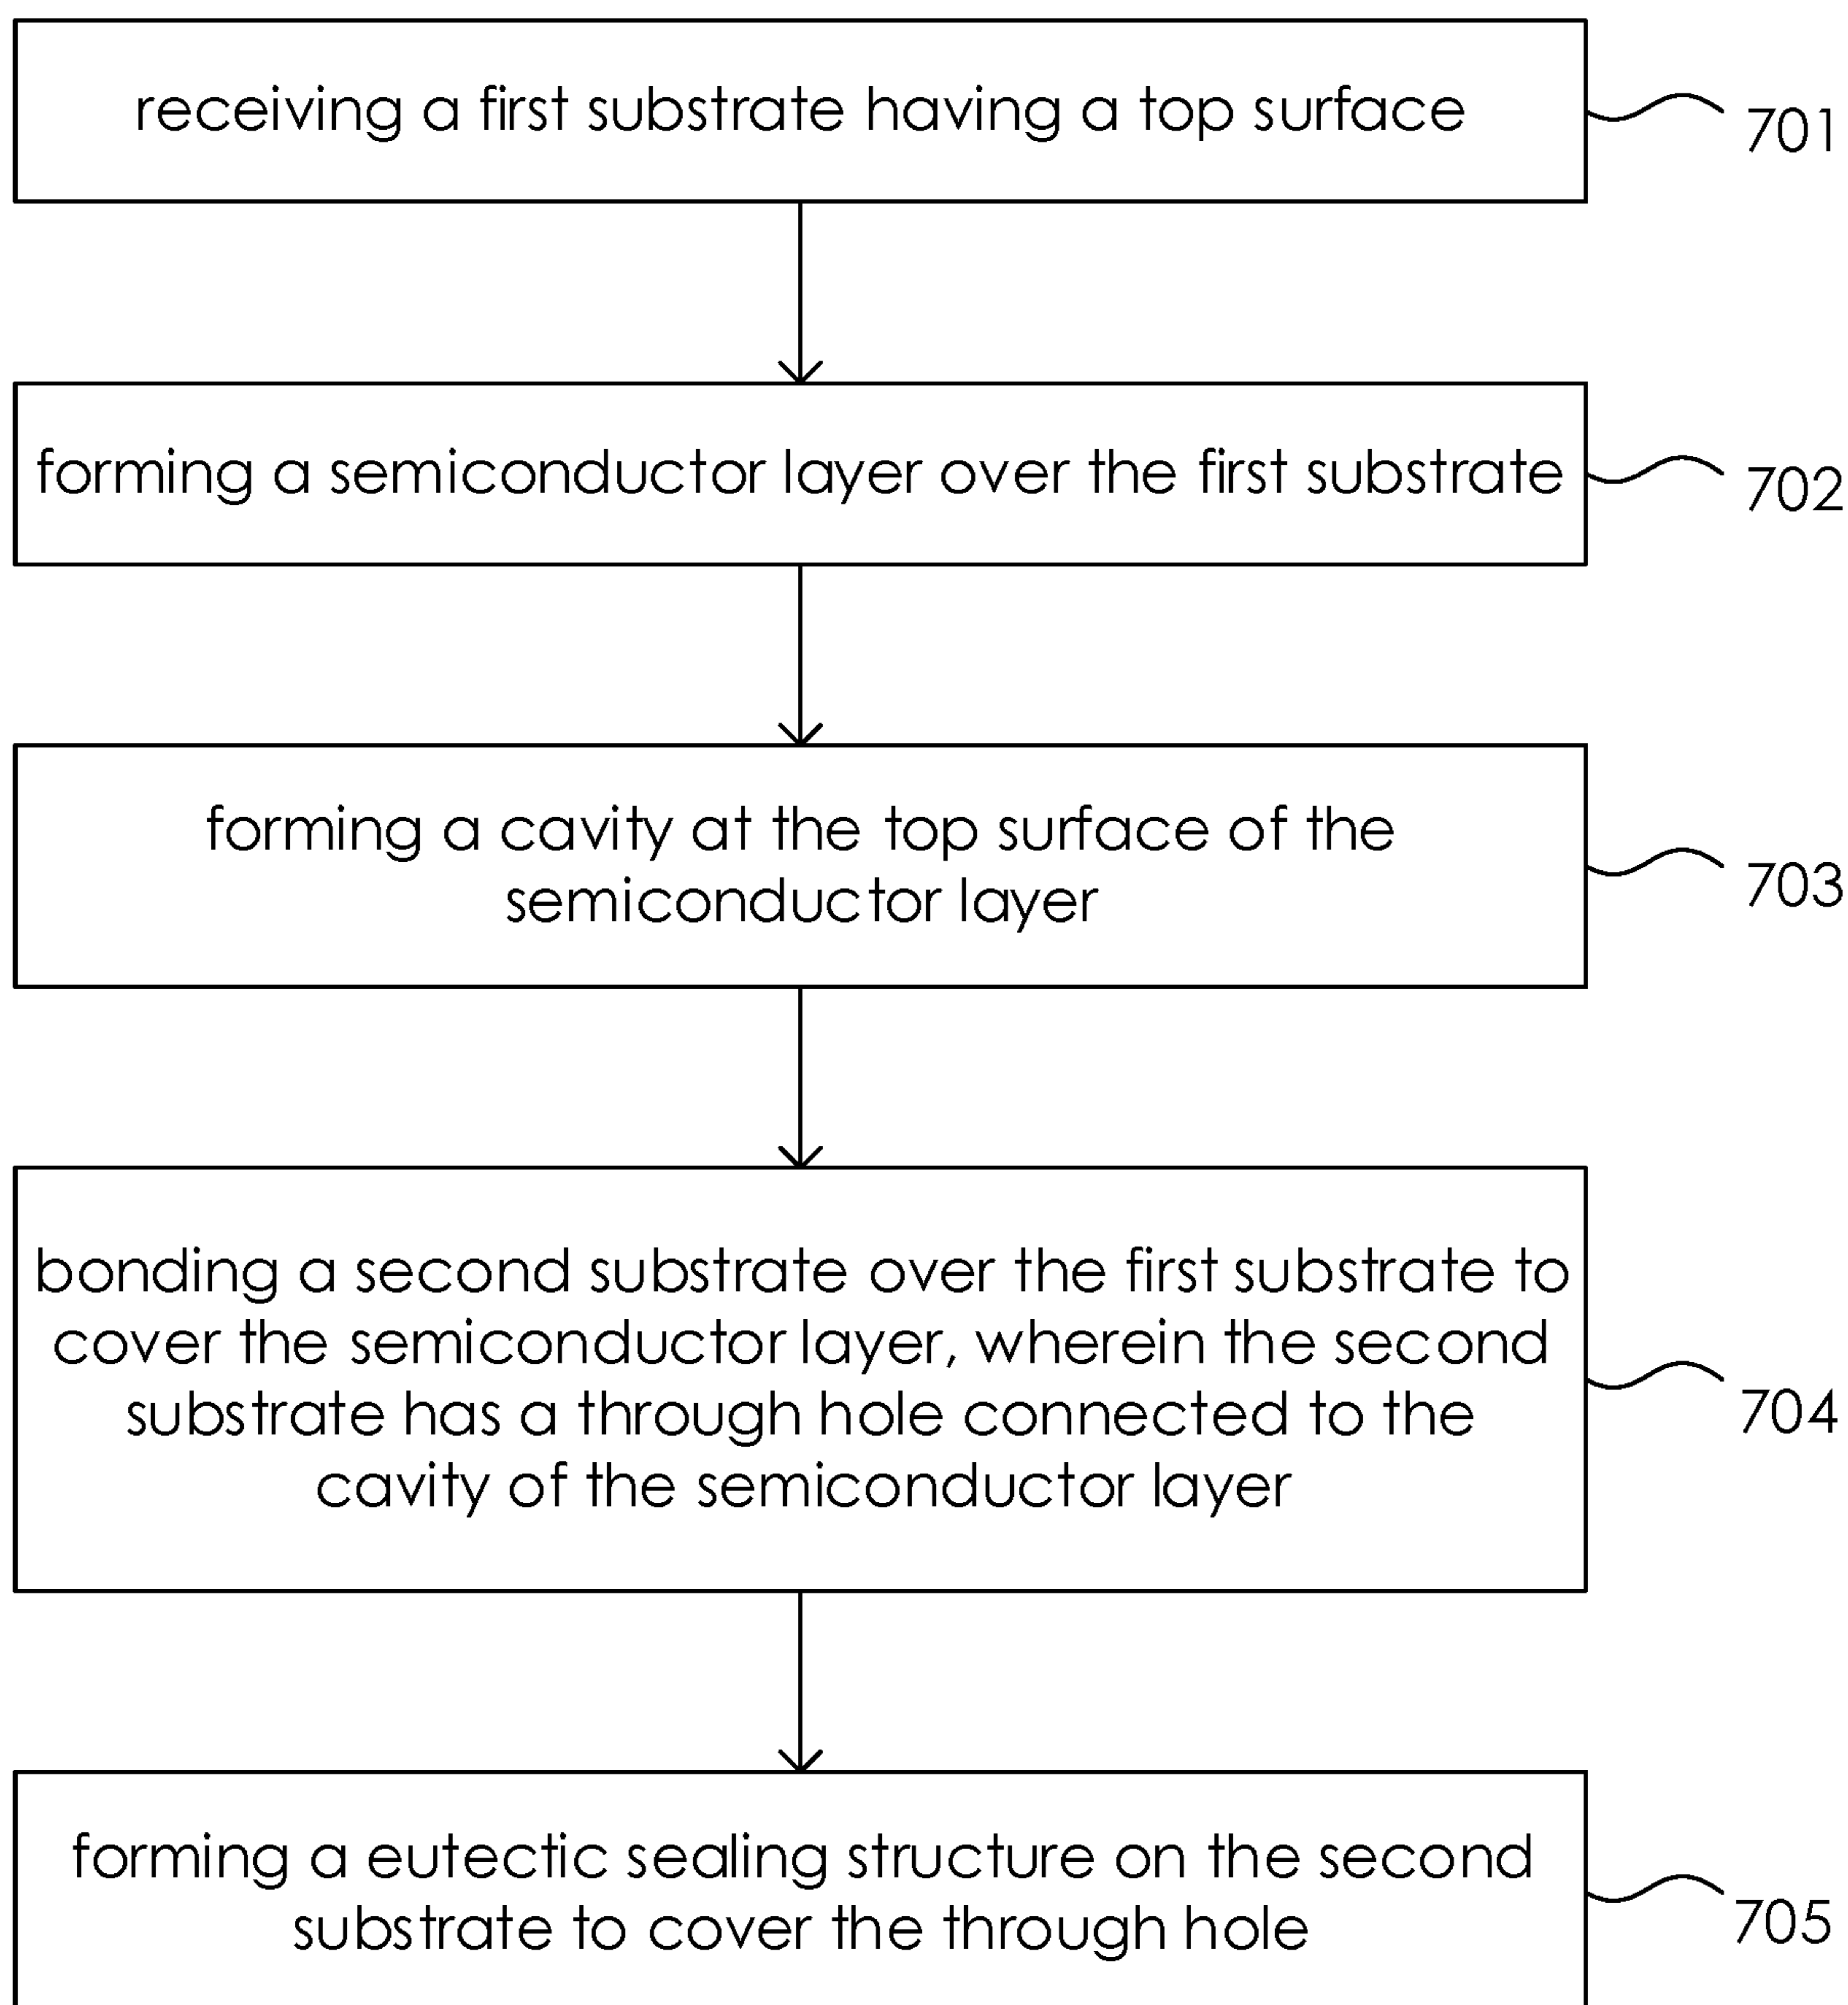 receiving a first substrate having a top surface
701
forming a semiconductor layer over the first substrate
702
forming a cavity at the top surface of the
semiconductor layer
703
bonding a second substrate over the first substrate to
cover the semiconductor layer, wherein the second
substrate has a through hole connected to the
cavity of the semiconductor layer
704
forming a eutectic sealing structure on the second
substrate to cover the through hole
705